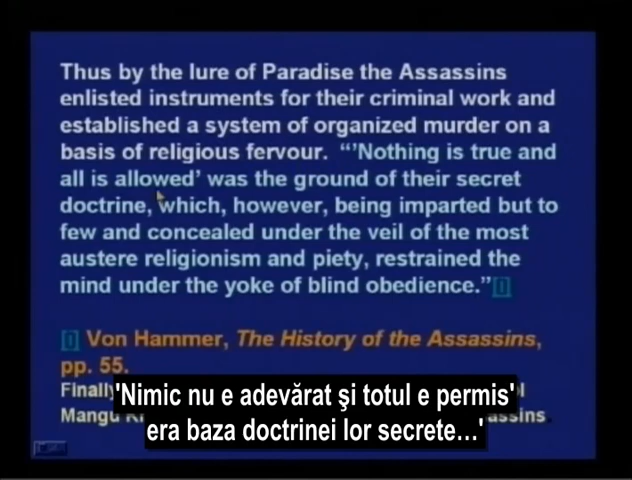 Thus by the lure of Paradise the Assassins
enlisted instruments for their criminal work and
established a system of organized murder on a
basis of religious fervour. “’Nothing is true and
all is allowed’ was the ground of their secret
doctrine, which, however, being imparted but to
few and concealed under the veil of the most
austere religionism and piety, restrained the
mind under the yoke of blind obedience.”[i]
[i] Von Hammer, The History of the Assassins,
pp. 55.
Finally
Mangu
'Nimic nu e adevărat şi totul e permis'
era baza doctrinei lor secrete...'